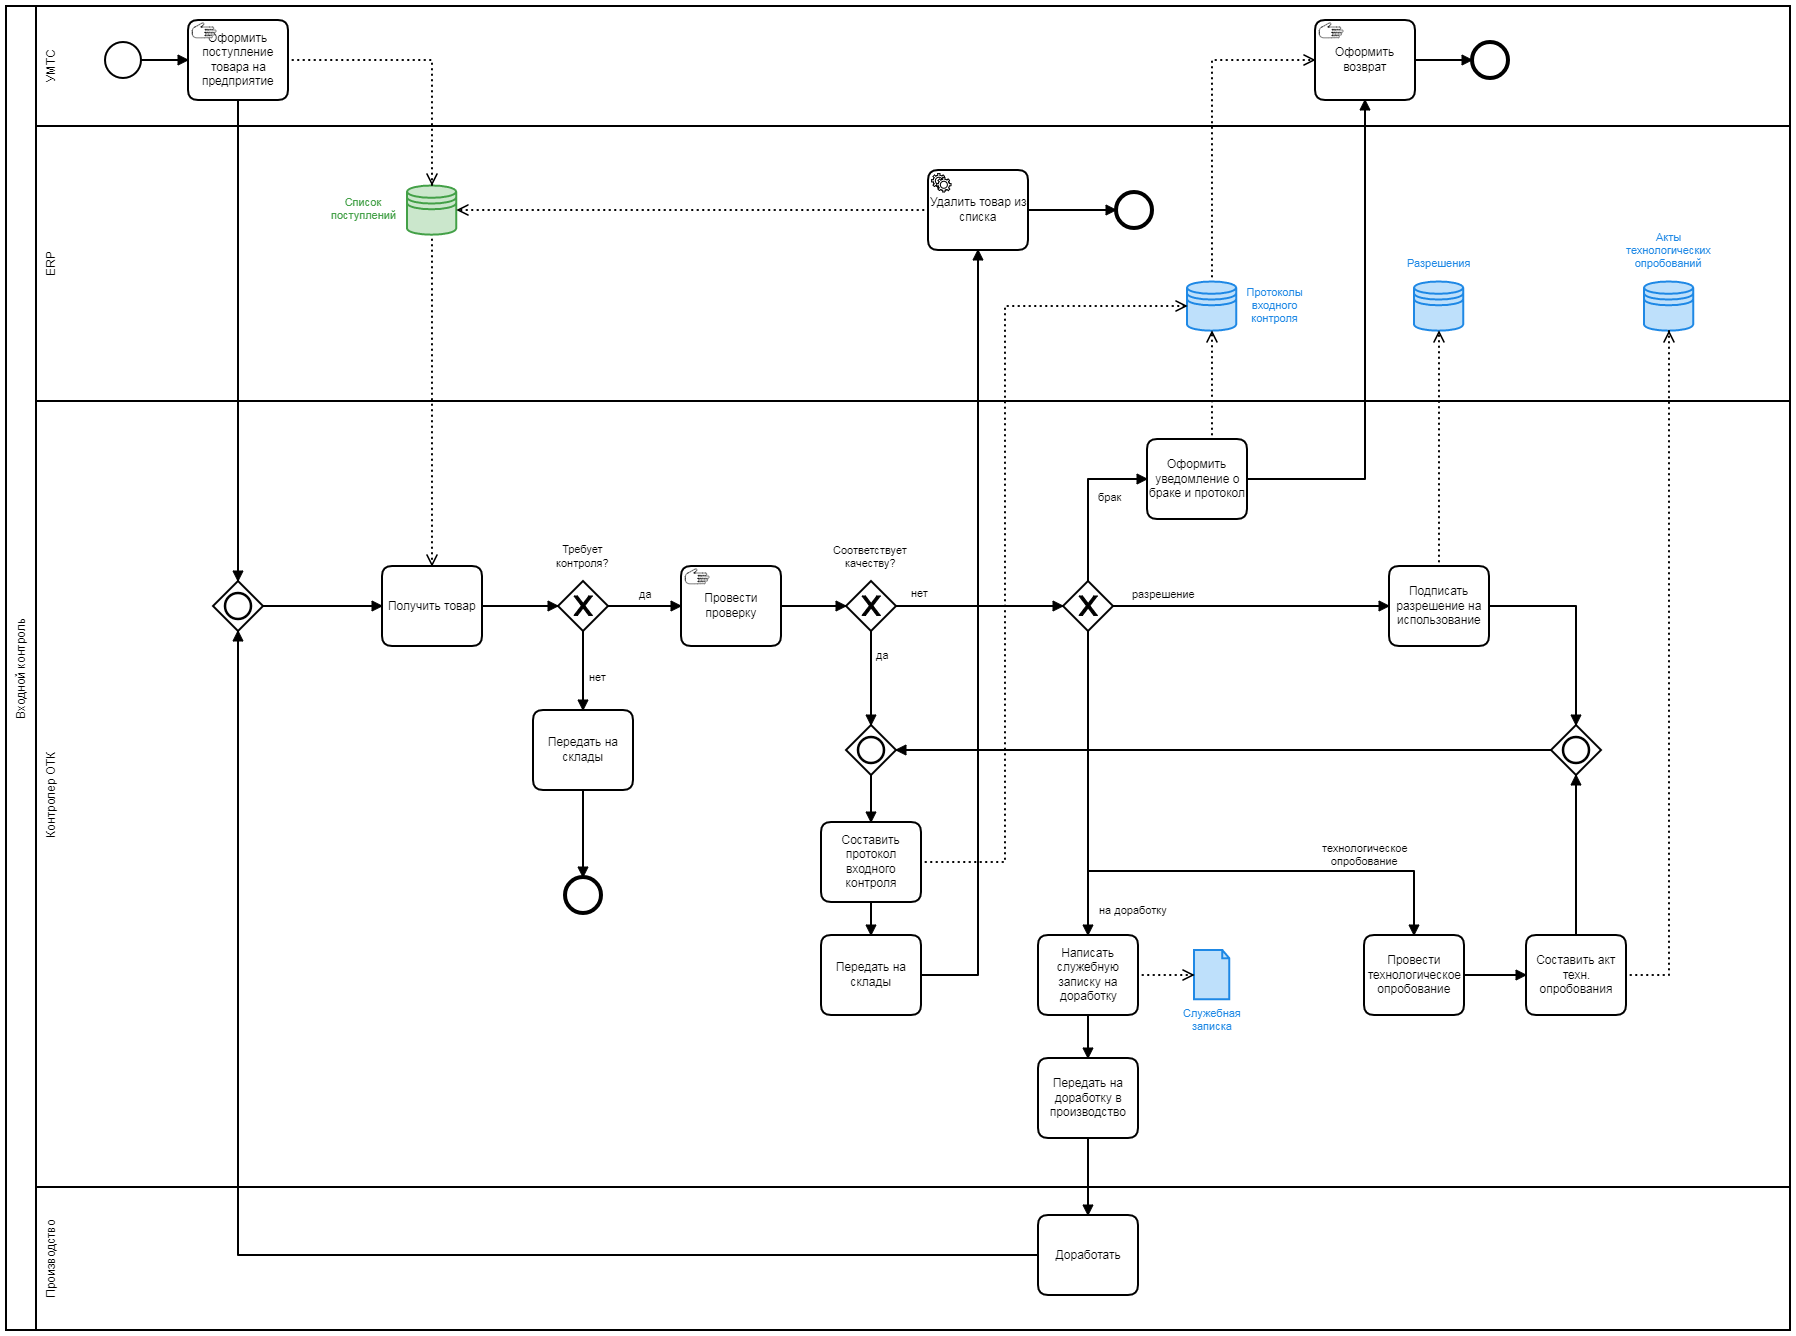 Входной контроль
УМТС
Оформить
поступление
товара на
предприятие
Оформить
возврат
ERP
Список
поступлений
Удалить товар из
списка
Протоколы
входного
контроля
Разрешения
Акты
технологических
опробований
Контролер ОТК
Оформить
уведомление о
браке и протокол
брак
Получить товар
Требует
контроля?
да
нет
Провести
проверку
Соответствует
качеству?
нет
да
разрешение
Подписать
разрешение на
использование
Передать на
склады
Составить
протокол
входного
контроля
Передать на
склады
технологическое
опробование
на доработку
Написать
служебную
записку на
доработку
Служебная
записка
Провести
технологическое
опробование
Составить акт
техн.
опробования
Передать на
доработку в
производство
Производство
Доработать